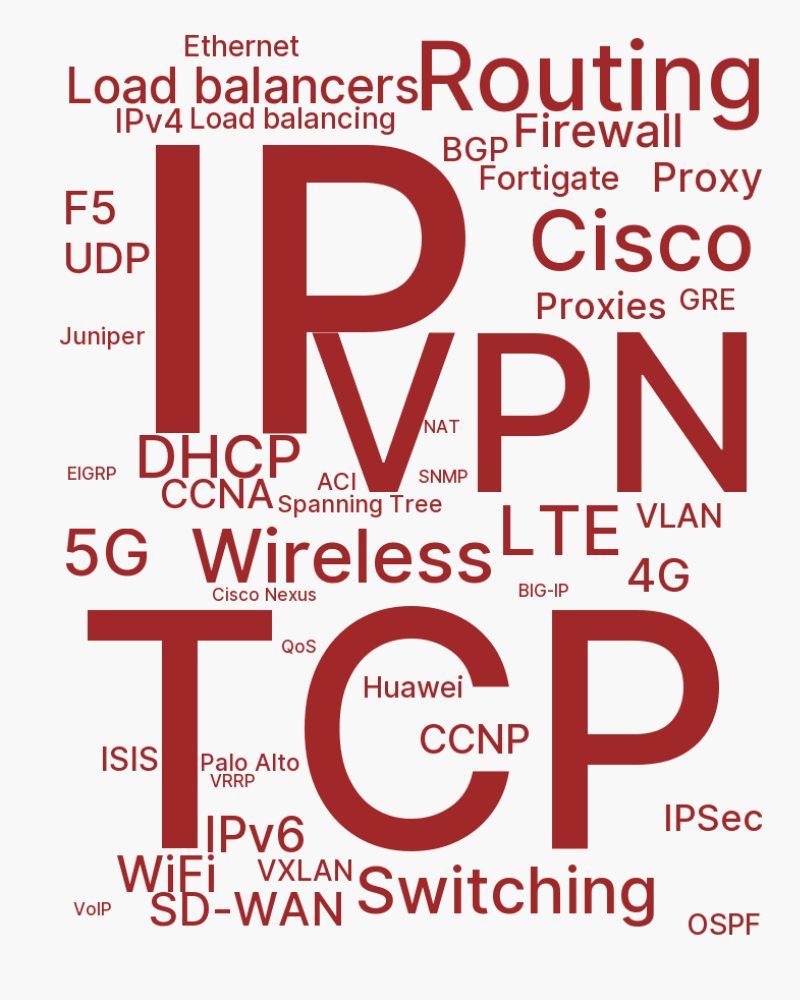 Ethernet
Routing
Load balancers
IPv4
Load balancing
Firewall
BGP
Fortigate
Proxy
IP
F5
Cisco
UDP
Proxies
GRE
Juniper
VPN
NAT
DHCP
EIGRP
ACI
SNMP
CCNA
Spanning Tree
LTE
VLAN
5G
Wireless
4G
Cisco Nexus
BIG-IP
TCP
QoS
Huawei
CCNP
ISIS
Palo Alto
VRRP
IPSec
IPv6
WiFi
VXLAN
Switching
VoIP
SD-WAN
OSPF